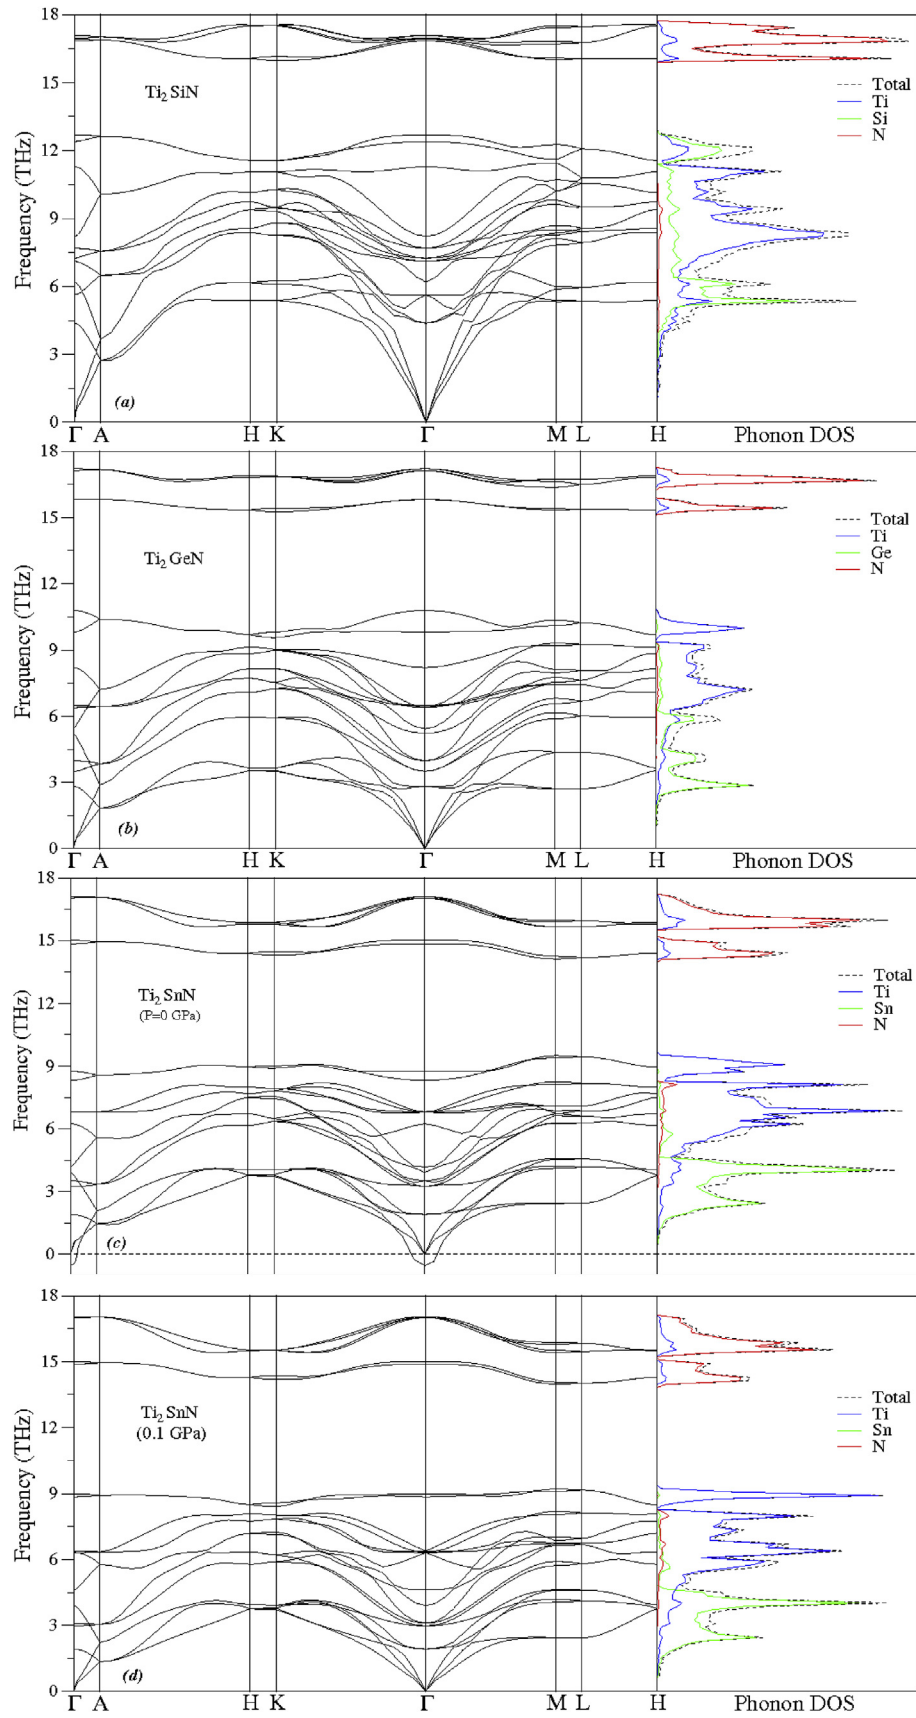 18
15
12
9
6
3
0
Frequency (THz)
Ti2 SiN
Total
Ti
Si
N
(a)
Γ A H K Γ M L H Phonon DOS
18
15
12
9
6
3
0
Frequency (THz)
Ti2 GeN
Total
Ti
Ge
N
(b)
Γ A H K Γ M L H Phonon DOS
18
15
12
9
6
3
0
Frequency (THz)
Ti2 SnN
(P=0 GPa)
Total
Ti
Sn
N
(c)
18
15
12
9
6
3
0
Frequency (THz)
Ti2 SnN
(0.1 GPa)
Total
Ti
Sn
N
(d)
Γ A H K Γ M L H Phonon DOS